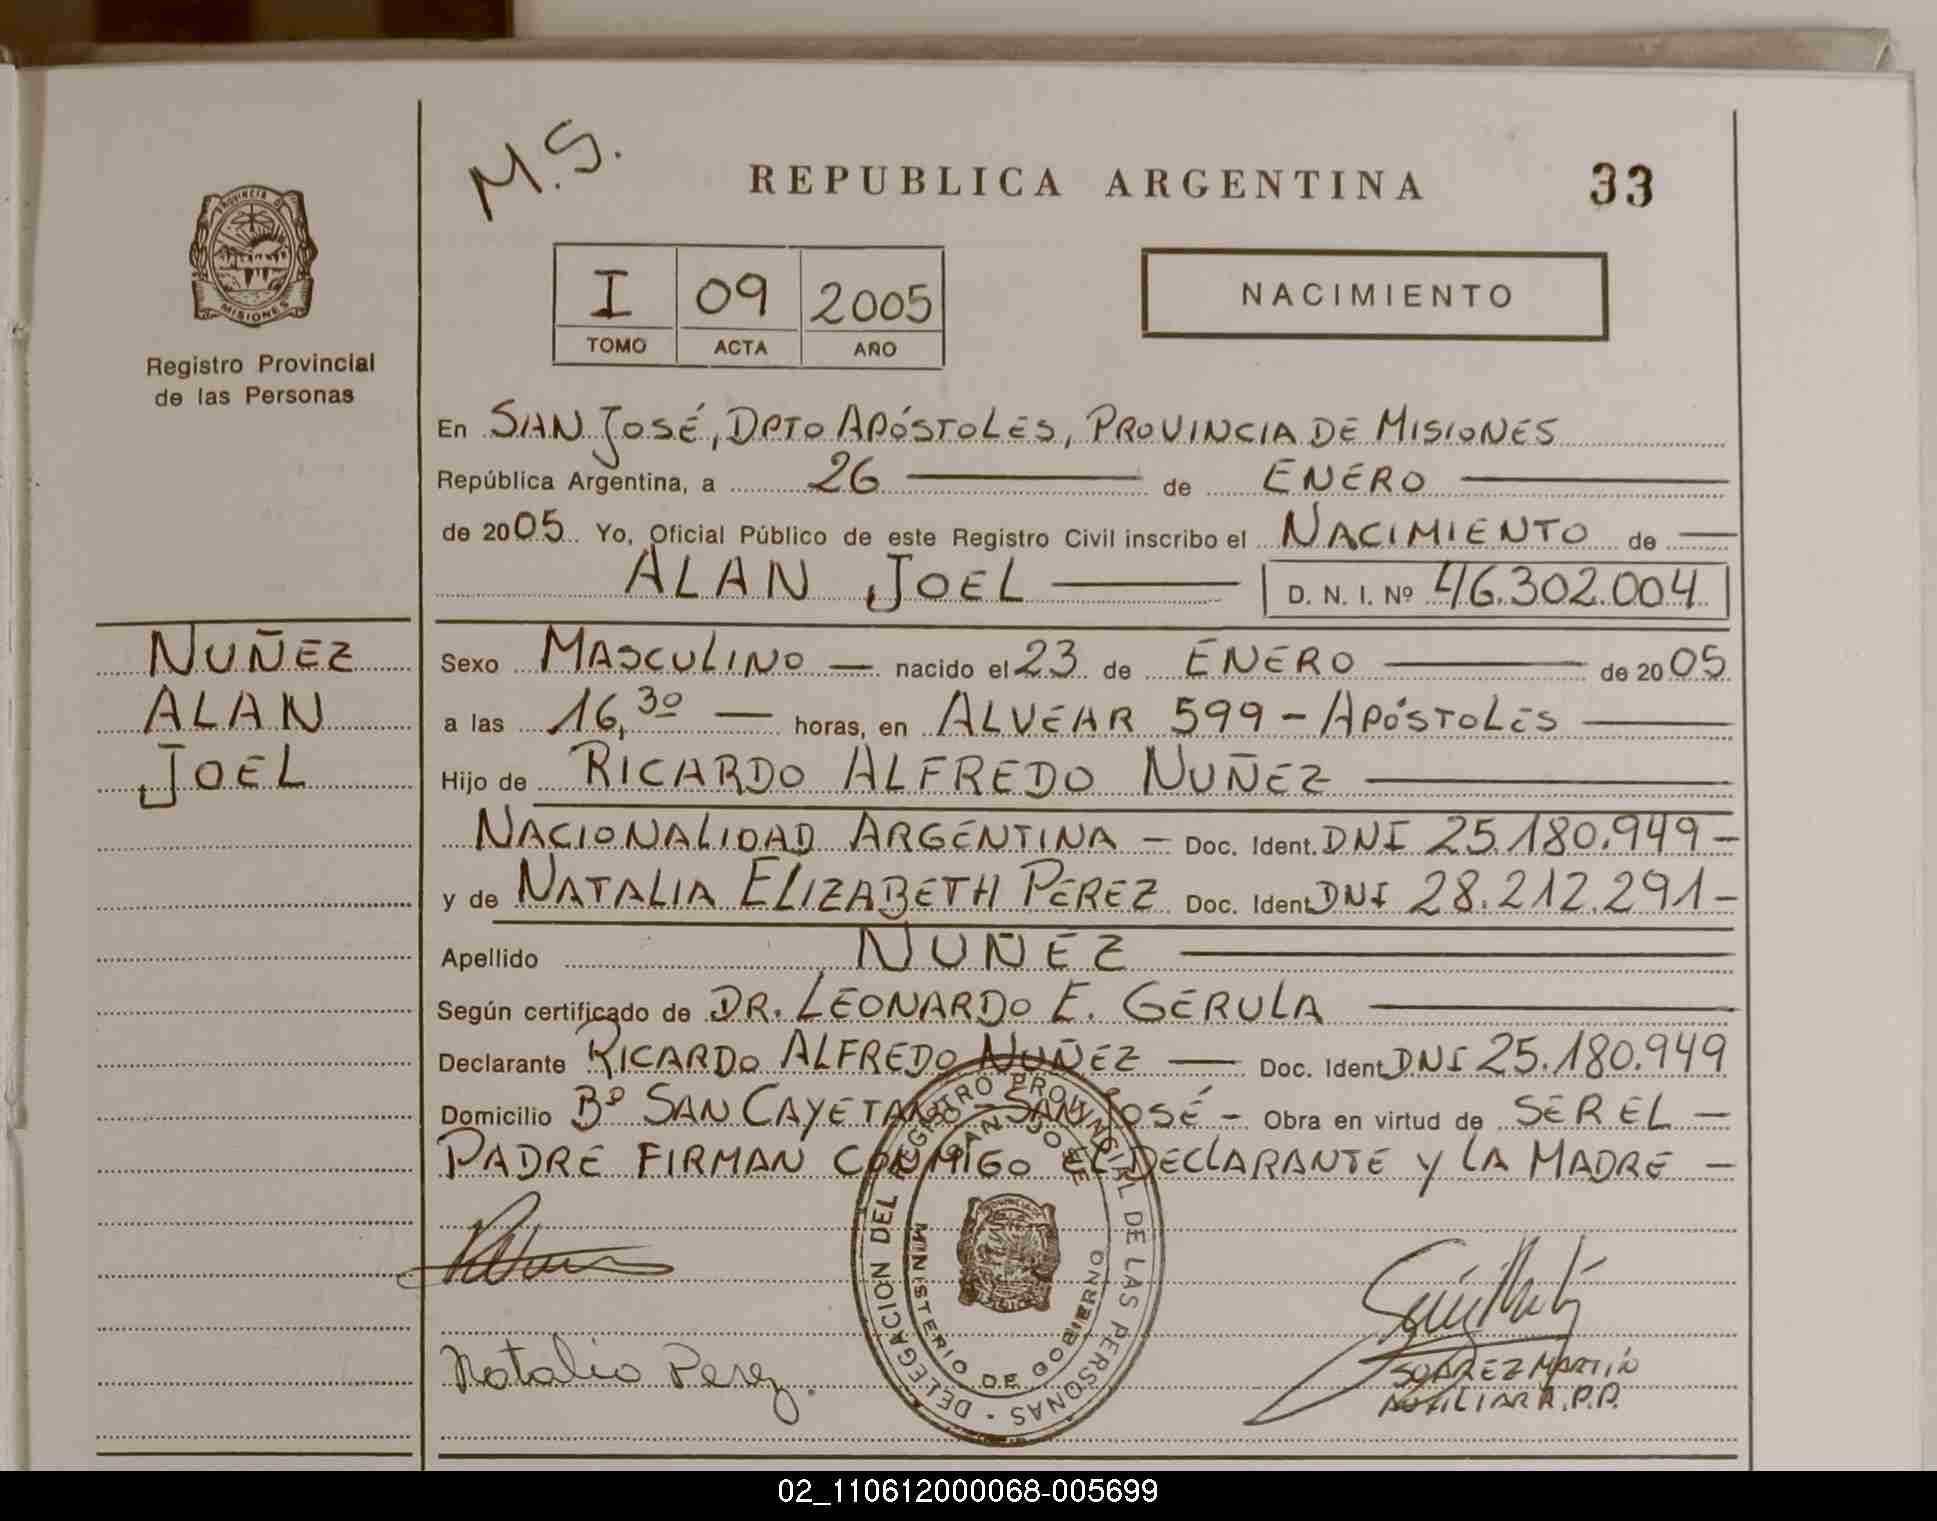 M.S.
REPUBLICA ARGENTINA 33
PROVINCIA D MISIONES
Registro Provincial
de las Personas
I 09 2005
TOMO ACTA AÑO
NACIMIENTO
En SAN JOSÉ, DPTO APÓSTOLES, PROVINCIA DE MISIONES
República Argentina, a 26 de ENERO
de 2005 Yo, Oficial Público de este Registro Civil inscribo el NACIMIENTO de
ALAN JOEL D. N. I. Nº 46.302.004
NUÑEZ
ALAN
JOEL
Sexo MASCULINO — nacido el 23 de ENERO de 2005
a las 16,30 — horas, en ALVEAR 599 - APÓSTOLES
Hijo de RICARDO ALFREDO NUÑEZ
NACIONALIDAD ARGENTINA - Doc. Ident. DNI 25.180.949 -
y de NATALIA ELIZABETH PEREZ Doc. Ident DNI 28.212.291 -
Apellido NUÑEZ
Según certificado de DR. LEONARDO E. GERULA
Declarante RICARDO ALFREDO NUÑEZ — Doc. Ident DNI 25.180.949
Domicilio Bº SAN CAYETANO - SAN JOSÉ - Obra en virtud de SER EL -
PADRE FIRMAN CONMIGO EL DECLARANTE Y LA MADRE -
DELEGACION DEL REGISTRO PROVINCIAL DE LAS PERSONAS -
SAN JOSE
MINISTERIO DE GOBIERNO
Natalia Perez.
SUAREZ MARTIN
AUXILIAR R.P.P.
02_110612000068-005699